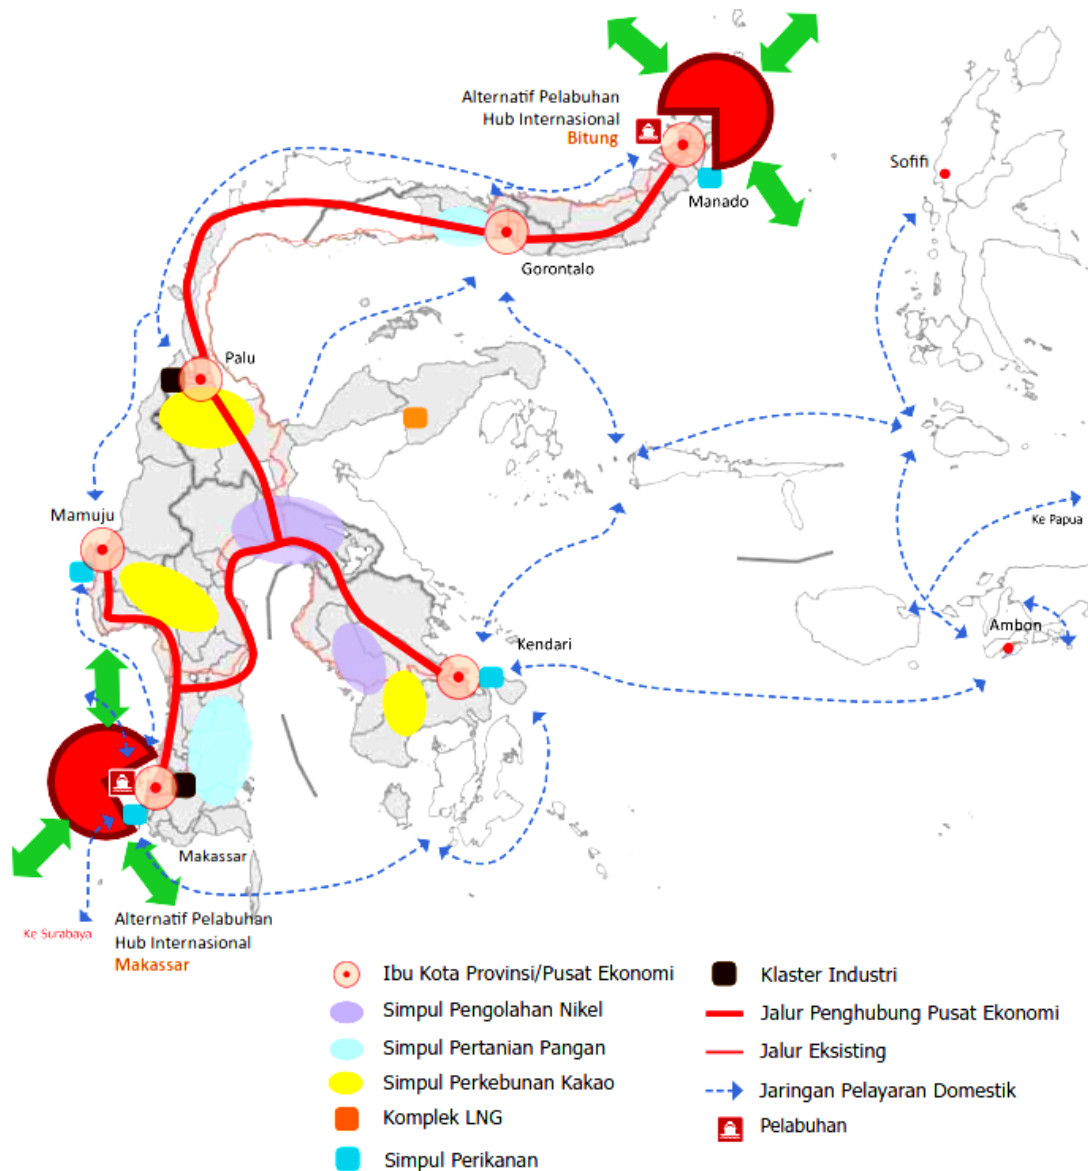 Alternatif Pelabuhan
Hub Internasional
Bitung
Sofifi
Manado
Gorontalo
Palu
Mamuju
Ke Papua
Ambon
Kendari
Makassar
Ke Surabaya
Alternatif Pelabuhan
Hub Internasional
Makassar
Ibu Kota Provinsi/Pusat Ekonomi
Simpul Pengolahan Nikel
Simpul Pertanian Pangan
Simpul Perkebunan Kakao
Komplek LNG
Simpul Perikanan
Klaster Industri
Jalur Penghubung Pusat Ekonomi
Jalur Eksisting
Jaringan Pelayaran Domestik
Pelabuhan